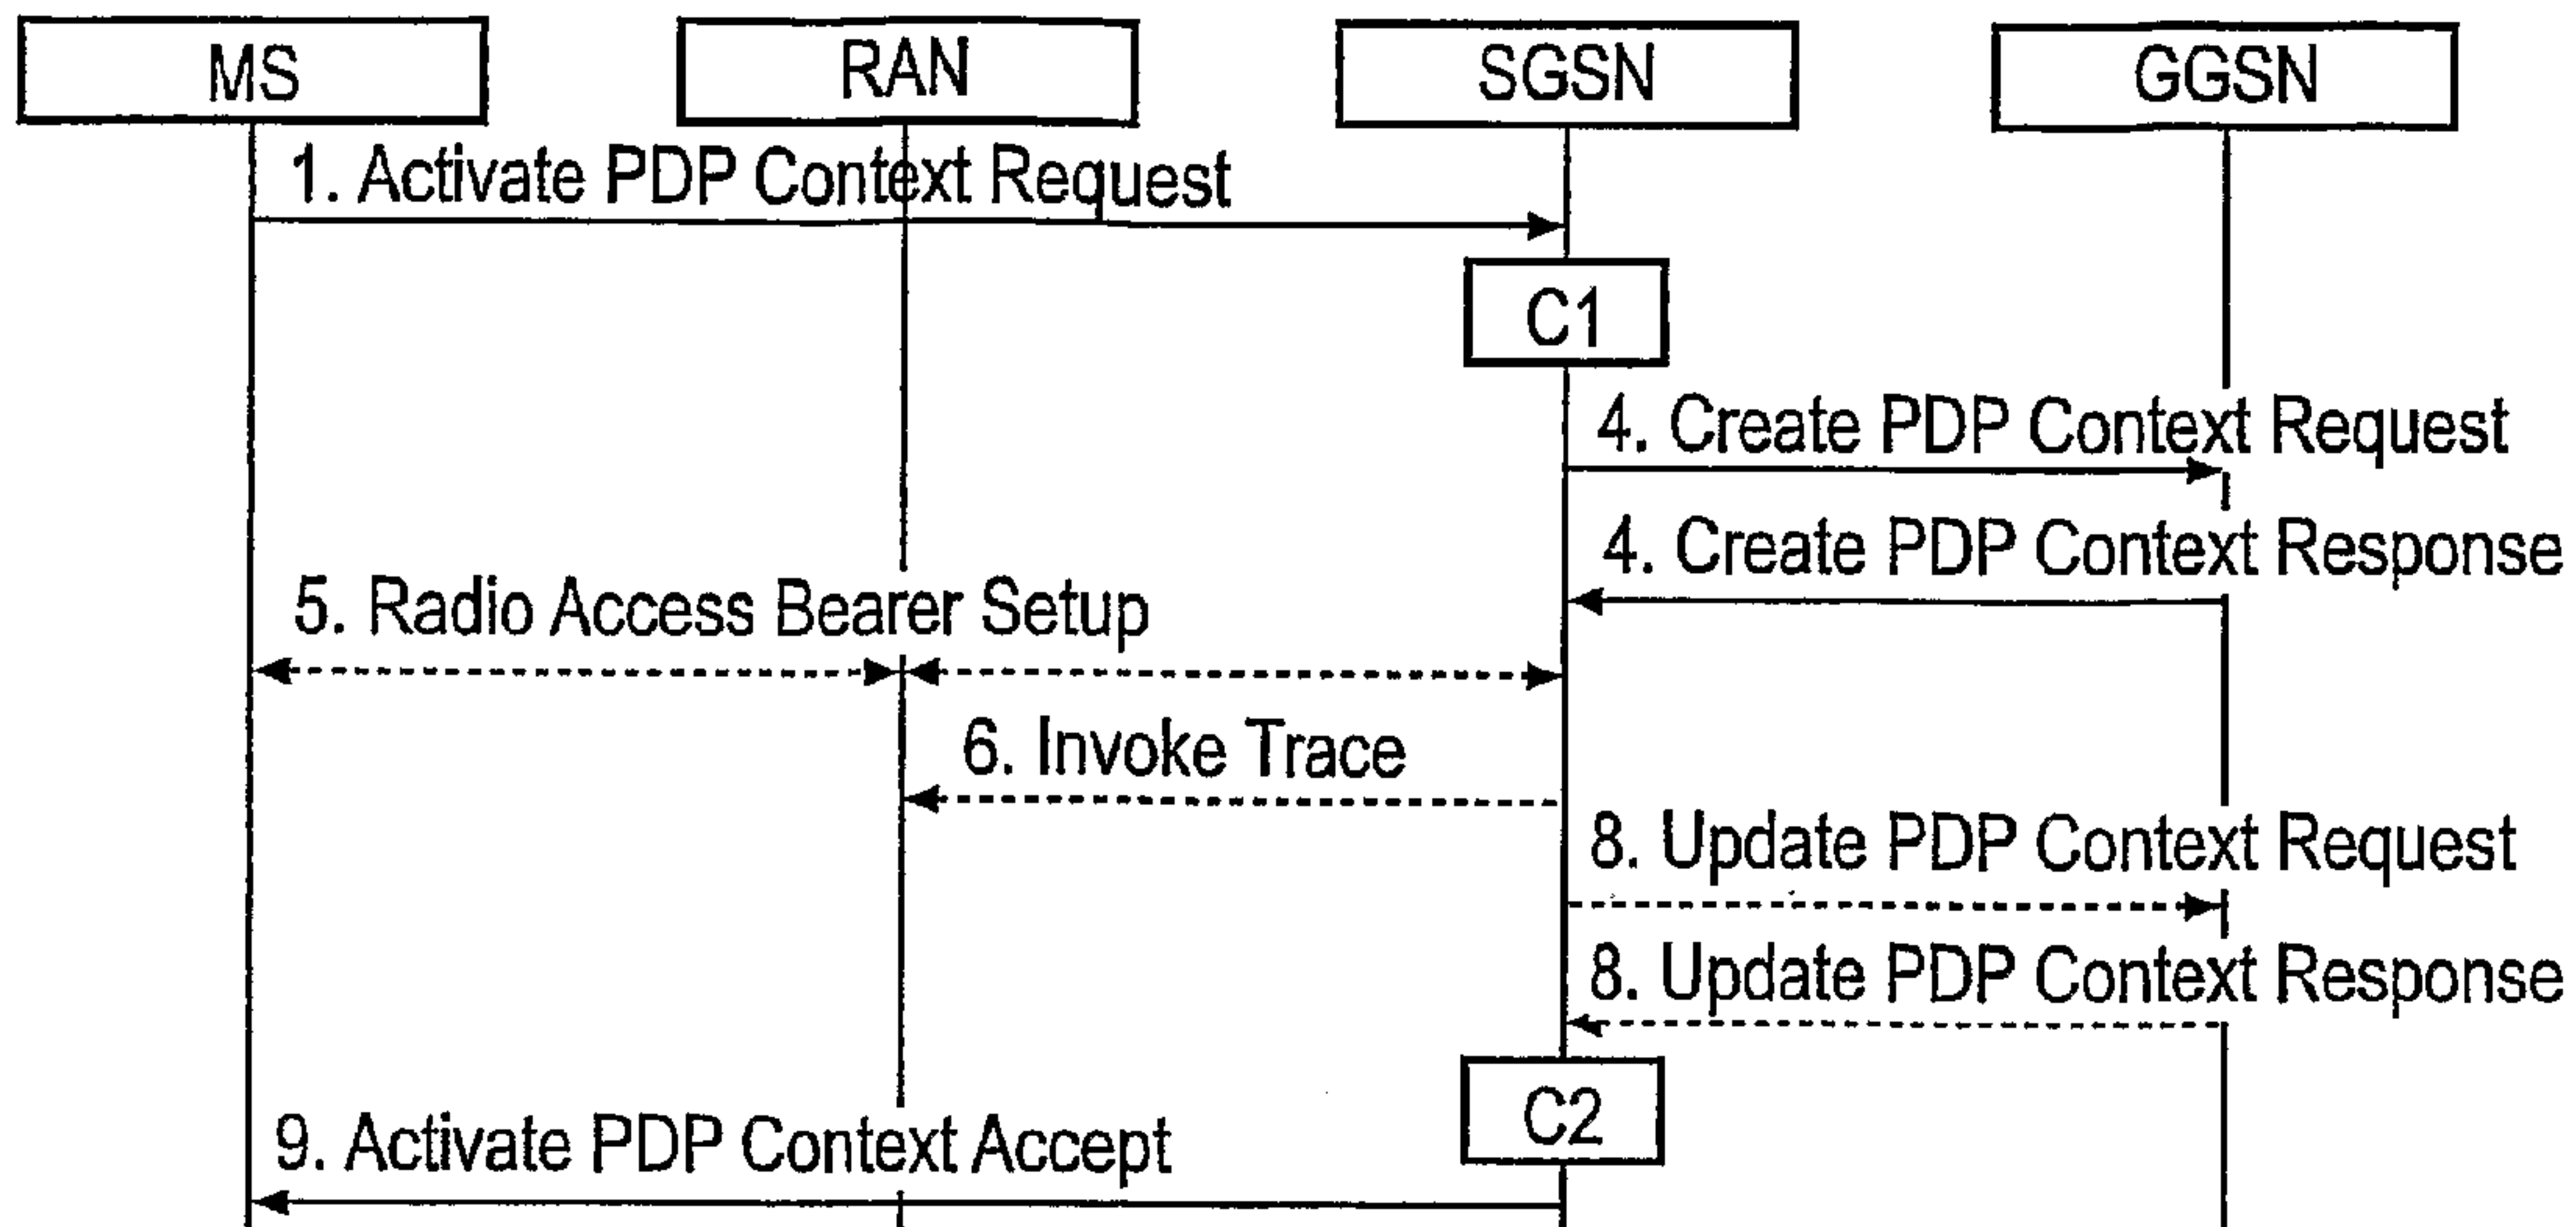 MS
RAN
SGSN
GGSN
1. Activate PDP Context Request
C1
4. Create PDP Context Request
4. Create PDP Context Response
5. Radio Access Bearer Setup
6. Invoke Trace
8. Update PDP Context Request
8. Update PDP Context Response
C2
9. Activate PDP Context Accept